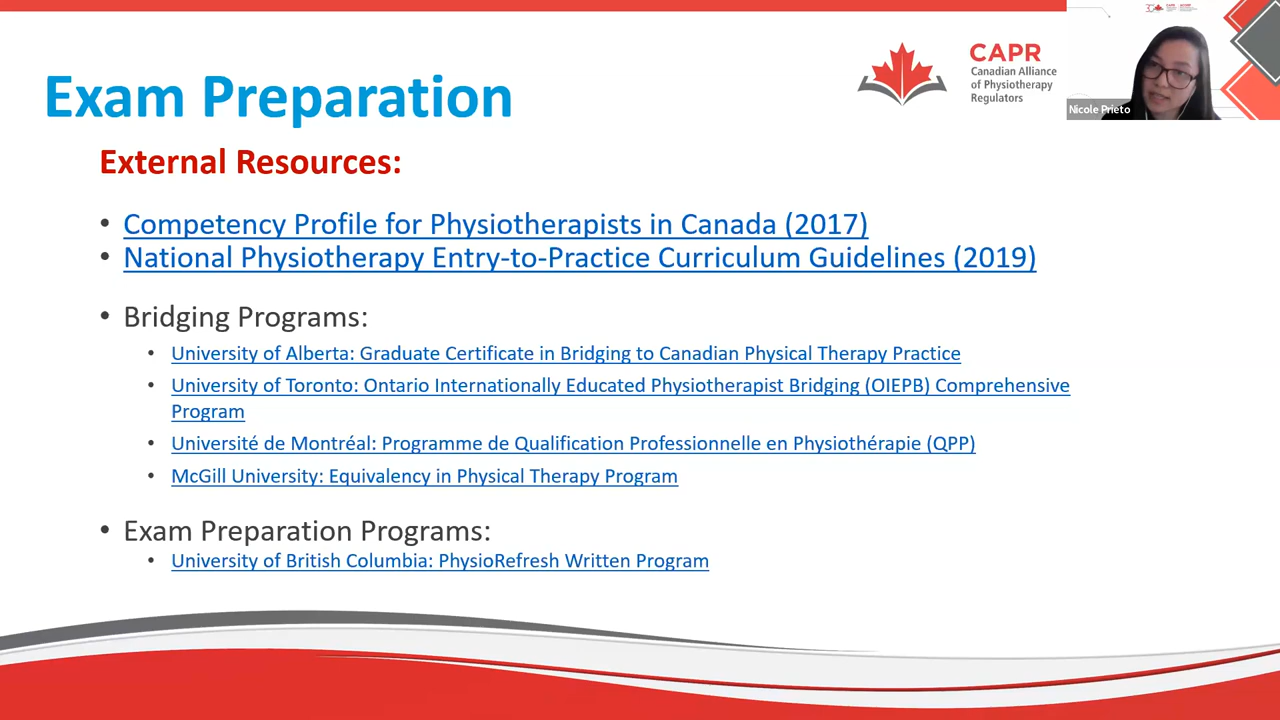 Exam Preparation
CAPR
Canadian Alliance
of Physiotherapy
Regulators
Nicole Prieto
External Resources:
• Competency Profile for Physiotherapists in Canada (2017)
• National Physiotherapy Entry-to-Practice Curriculum Guidelines (2019)
• Bridging Programs:
• University of Alberta: Graduate Certificate in Bridging to Canadian Physical Therapy Practice
• University of Toronto: Ontario Internationally Educated Physiotherapist Bridging (OIEPB) Comprehensive
Program
• Université de Montréal: Programme de Qualification Professionnelle en Physiothérapie (QPP)
• McGill University: Equivalency in Physical Therapy Program
• Exam Preparation Programs:
• University of British Columbia: PhysioRefresh Written Program